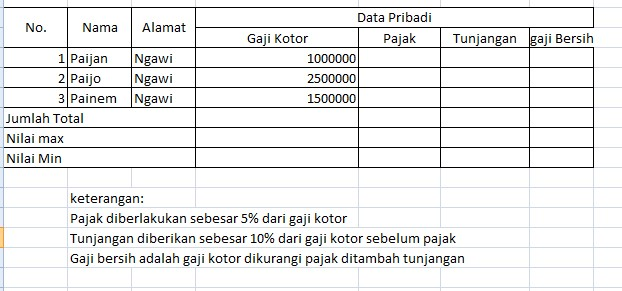 No. Nama Alamat Data Pribadi
Gaji Kotor Pajak Tunjangan gaji Bersih
1 Paijan Ngawi 1000000
2 Paijo Ngawi 2500000
3 Painem Ngawi 1500000
Jumlah Total
Nilai max
Nilai Min
keterangan:
Pajak diberlakukan sebesar 5% dari gaji kotor
Tunjangan diberikan sebesar 10% dari gaji kotor sebelum pajak
Gaji bersih adalah gaji kotor dikurangi pajak ditambah tunjangan